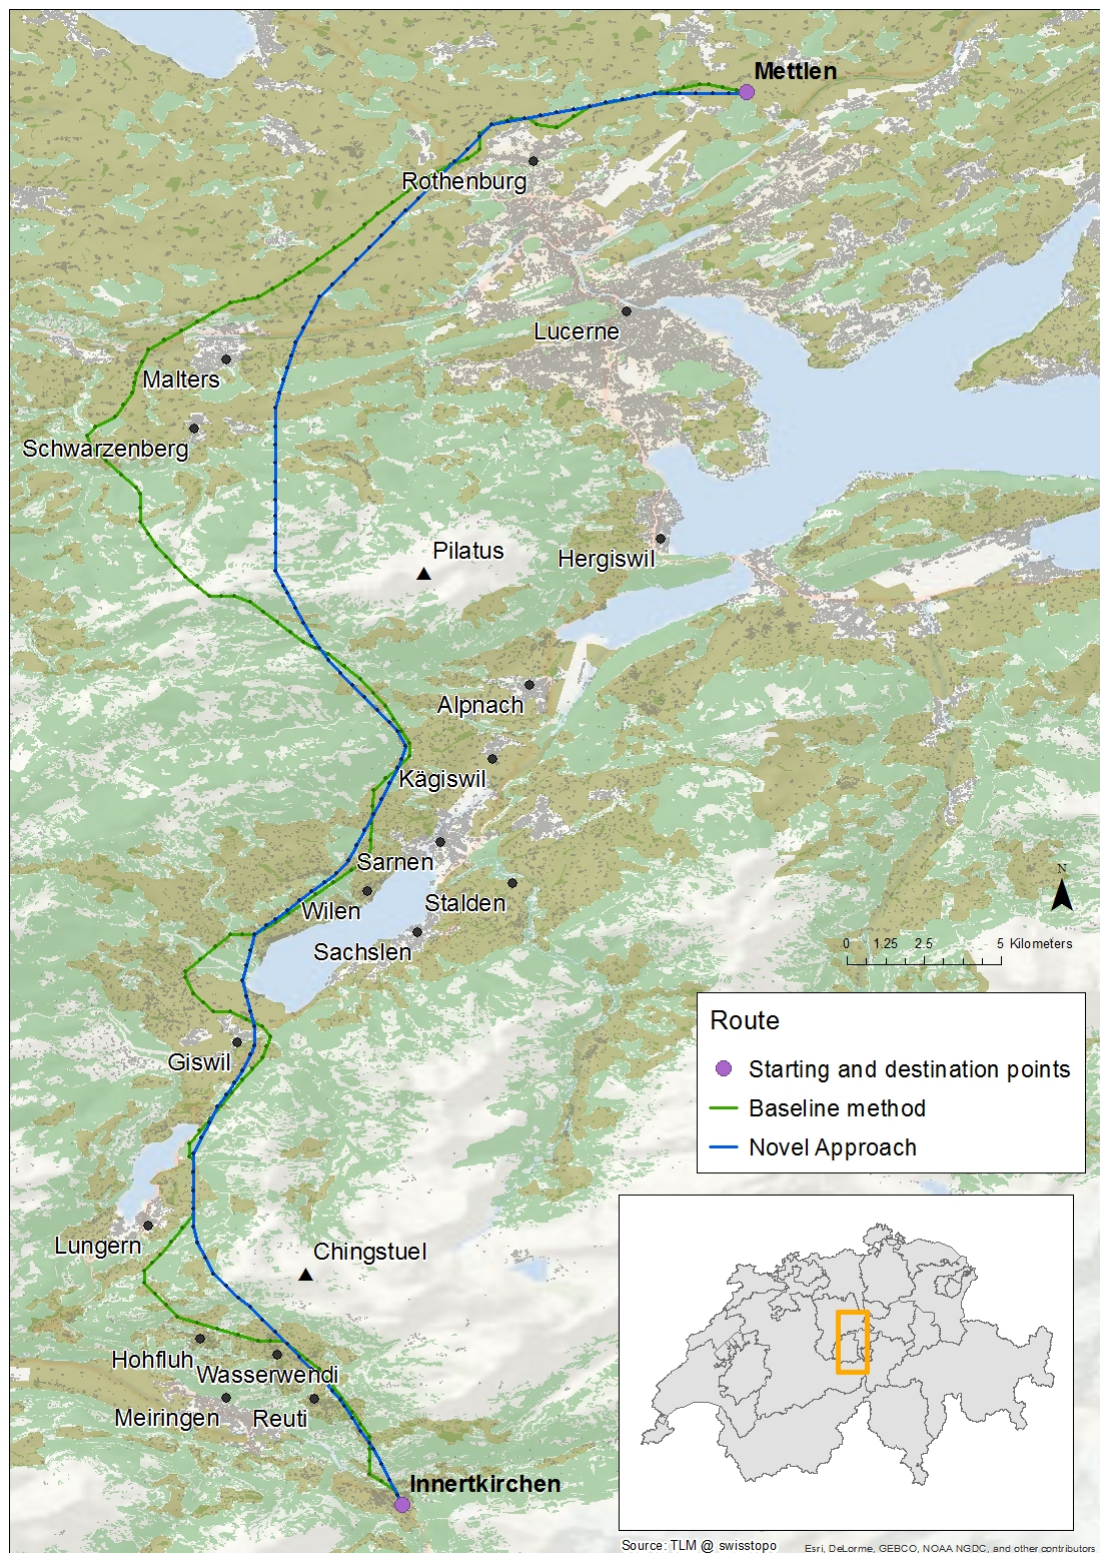 Mettlen
Rothenburg
Lucerne
Malters
Schwarzenberg
Pilatus
Hergiswil
Alpnach
Kägiswil
Sarnen
Stalden
Wilen
Sachslen
N
0 1.25 2.5 5 Kilometers
Giswil
Route
Starting and destination points
Baseline method
Novel Approach
Lungern
Chingstuel
Hohfluh
Wasserwendi
Meiringen
Reuti
Innertkirchen
Source: TLM @ swisstopo
Esri, DeLorme, GEBCO, NOAA NGDC, and other contributors